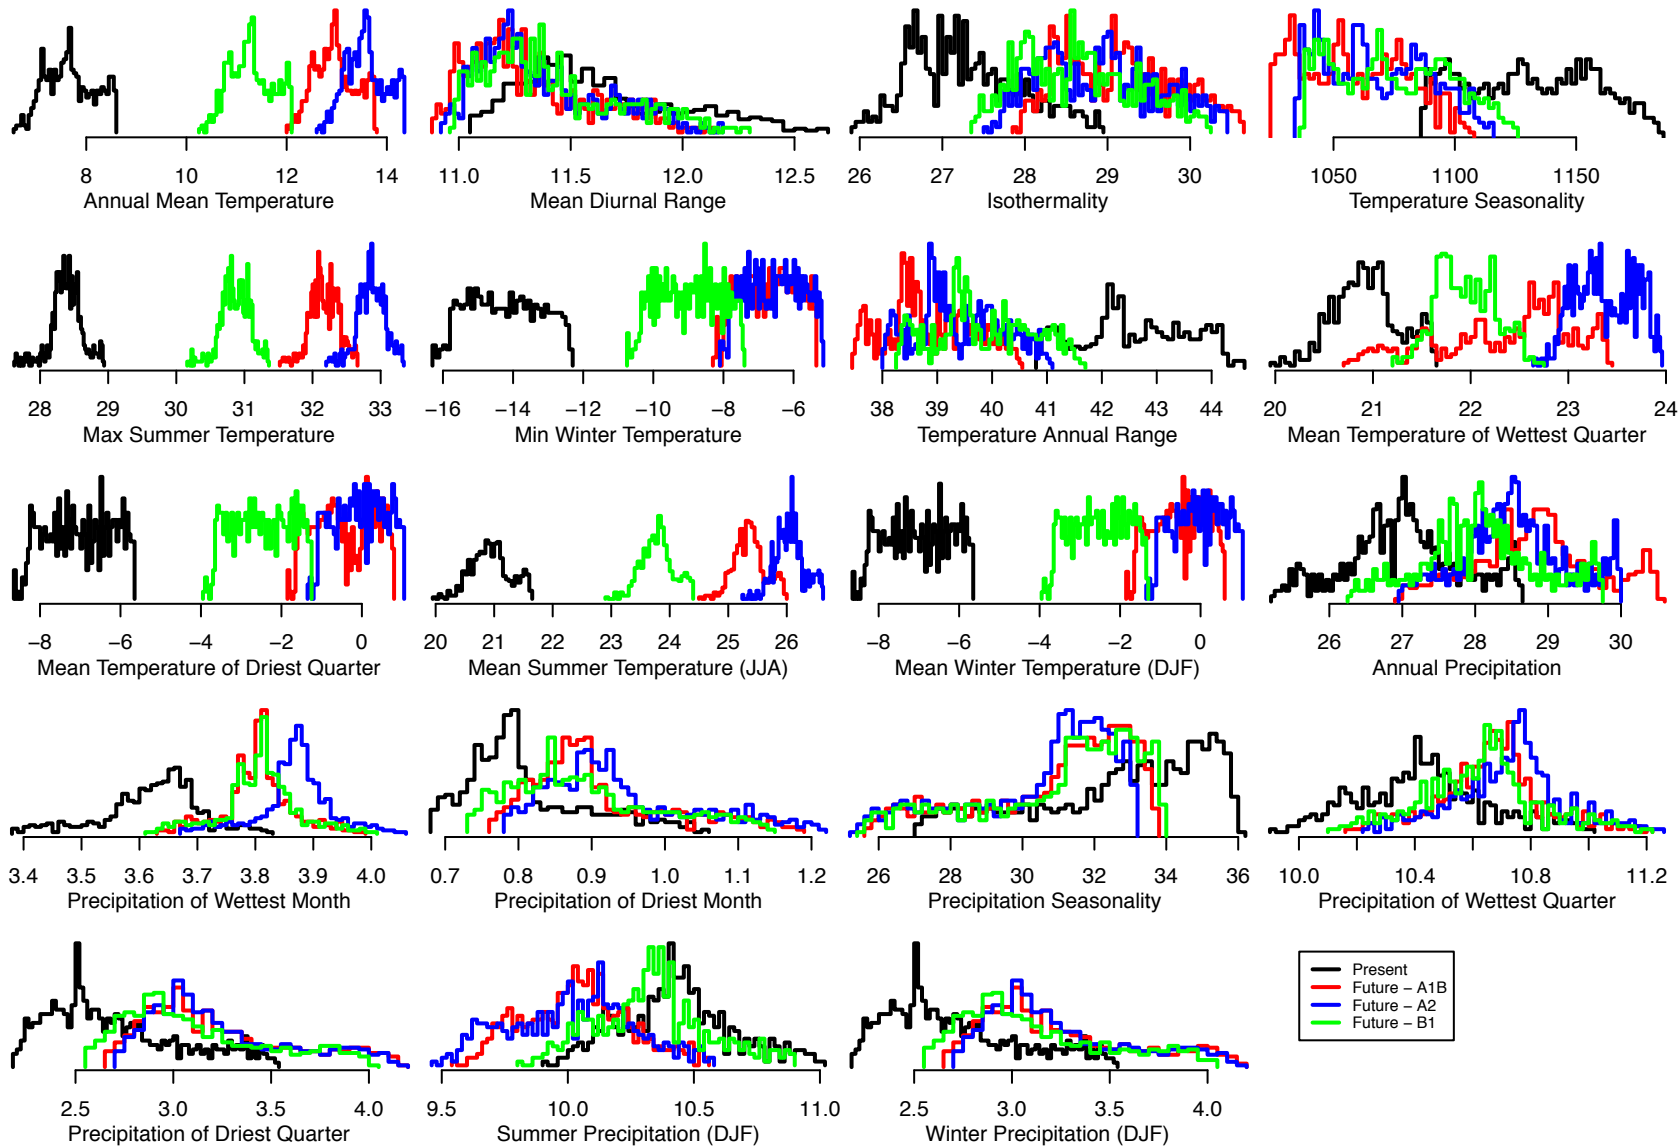 8 10 12 14
Annual Mean Temperature
11.0 11.5 12.0 12.5
Mean Diurnal Range
26 27 28 29 30
Isothermality
1050 1100 1150
Temperature Seasonality
28 29 30 31 32 33
Max Summer Temperature
−16 −14 −12 −10 −8 −6
Min Winter Temperature
38 39 40 41 42 43 44
Temperature Annual Range
20 21 22 23 24
Mean Temperature of Wettest Quarter
−8 −6 −4 −2 0
Mean Temperature of Driest Quarter
20 21 22 23 24 25 26
Mean Summer Temperature (JJA)
−8 −6 −4 −2 0
Mean Winter Temperature (DJF)
26 27 28 29 30
Annual Precipitation
3.4 3.5 3.6 3.7 3.8 3.9 4.0
Precipitation of Wettest Month
0.7 0.8 0.9 1.0 1.1 1.2
Precipitation of Driest Month
26 28 30 32 34 36
Precipitation Seasonality
10.0 10.4 10.8 11.2
Precipitation of Wettest Quarter
2.5 3.0 3.5 4.0
Precipitation of Driest Quarter
9.5 10.0 10.5 11.0
Summer Precipitation (DJF)
2.5 3.0 3.5 4.0
Winter Precipitation (DJF)
Present
Future − A1B
Future − A2
Future − B1